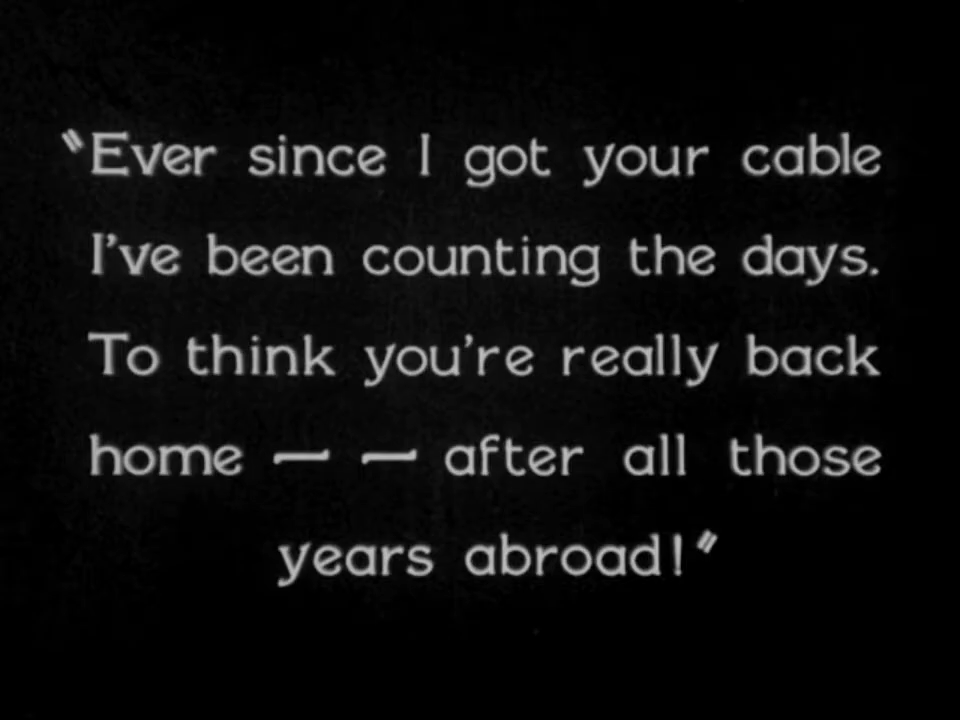 "Ever since I got your cable
I've been counting the days.
To think you're really back
home — — after all those
years abroad!"